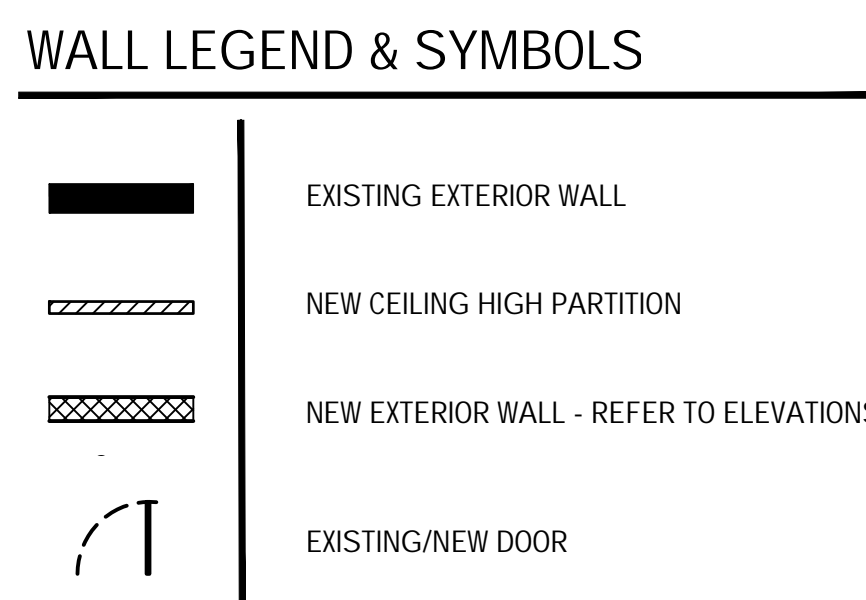 WALL LEGEND & SYMBOLS
EXISTING EXTERIOR WALL
NEW CEILING HIGH PARTITION
NEW EXTERIOR WALL - REFER TO ELEVATIONS
EXISTING/NEW DOOR